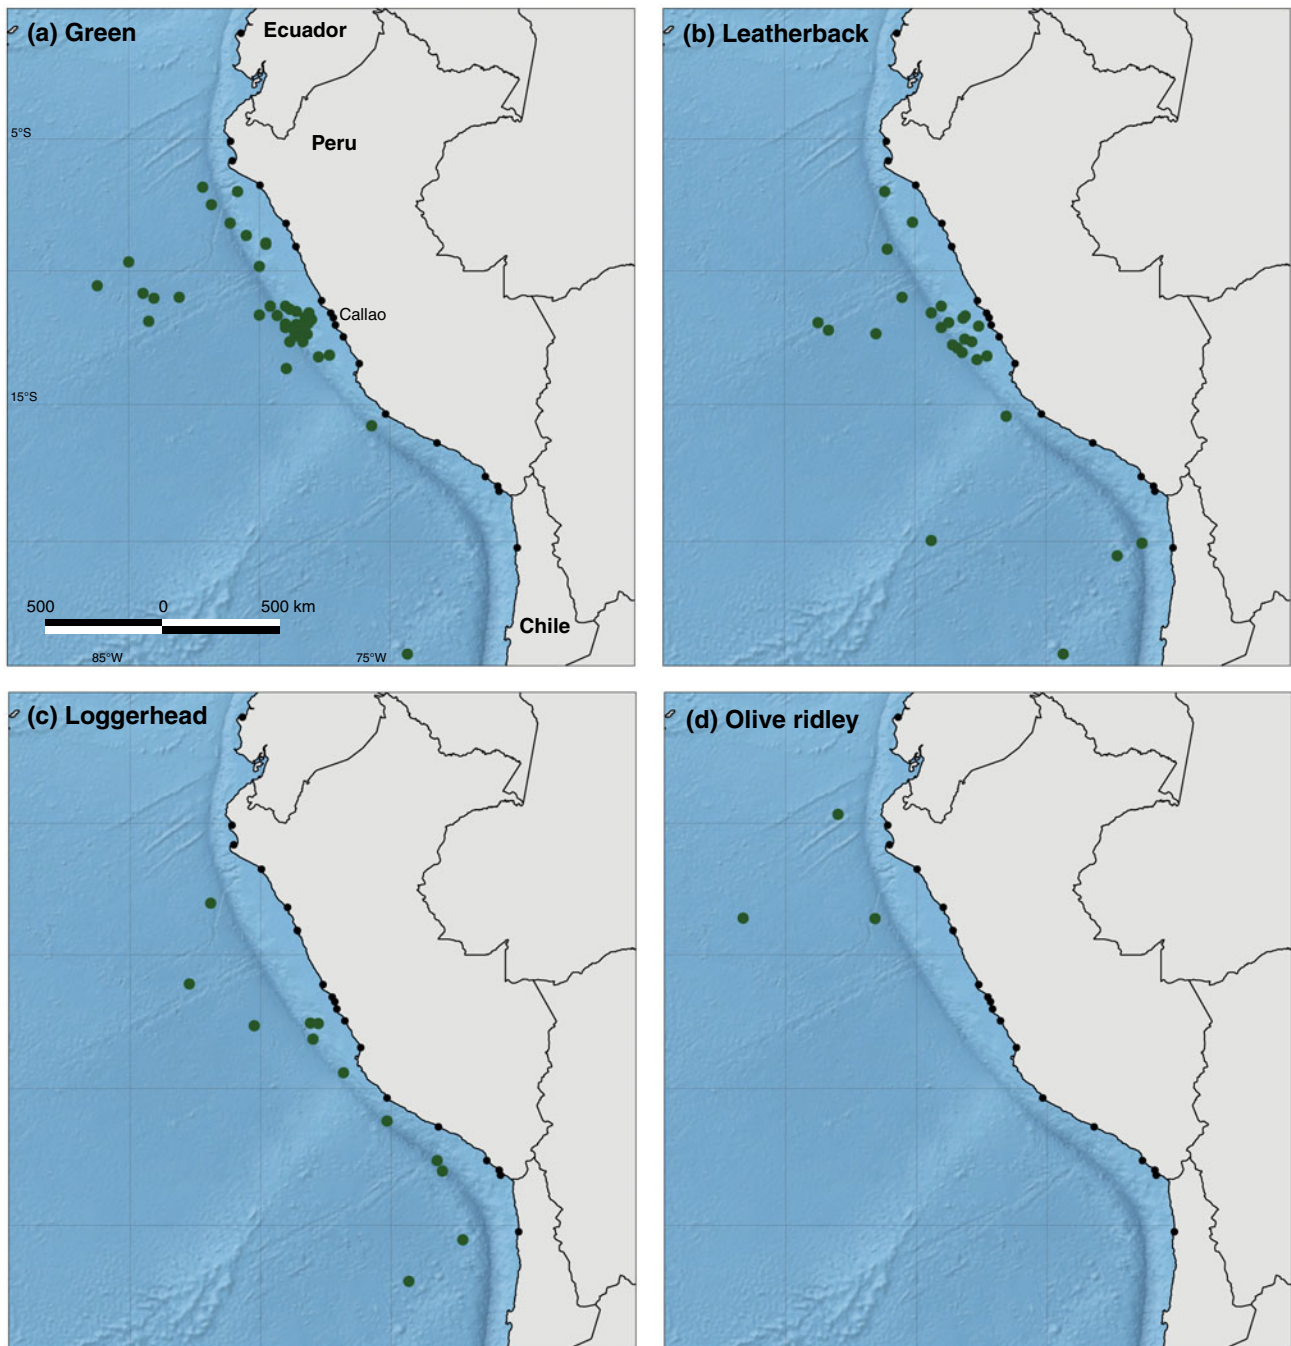 (a) Green
Ecuador
(b) Leatherback
5°S
Peru
Callao
15°S
500 0 500 km
Chile
85°W 75°W
(c) Loggerhead
(d) Olive ridley